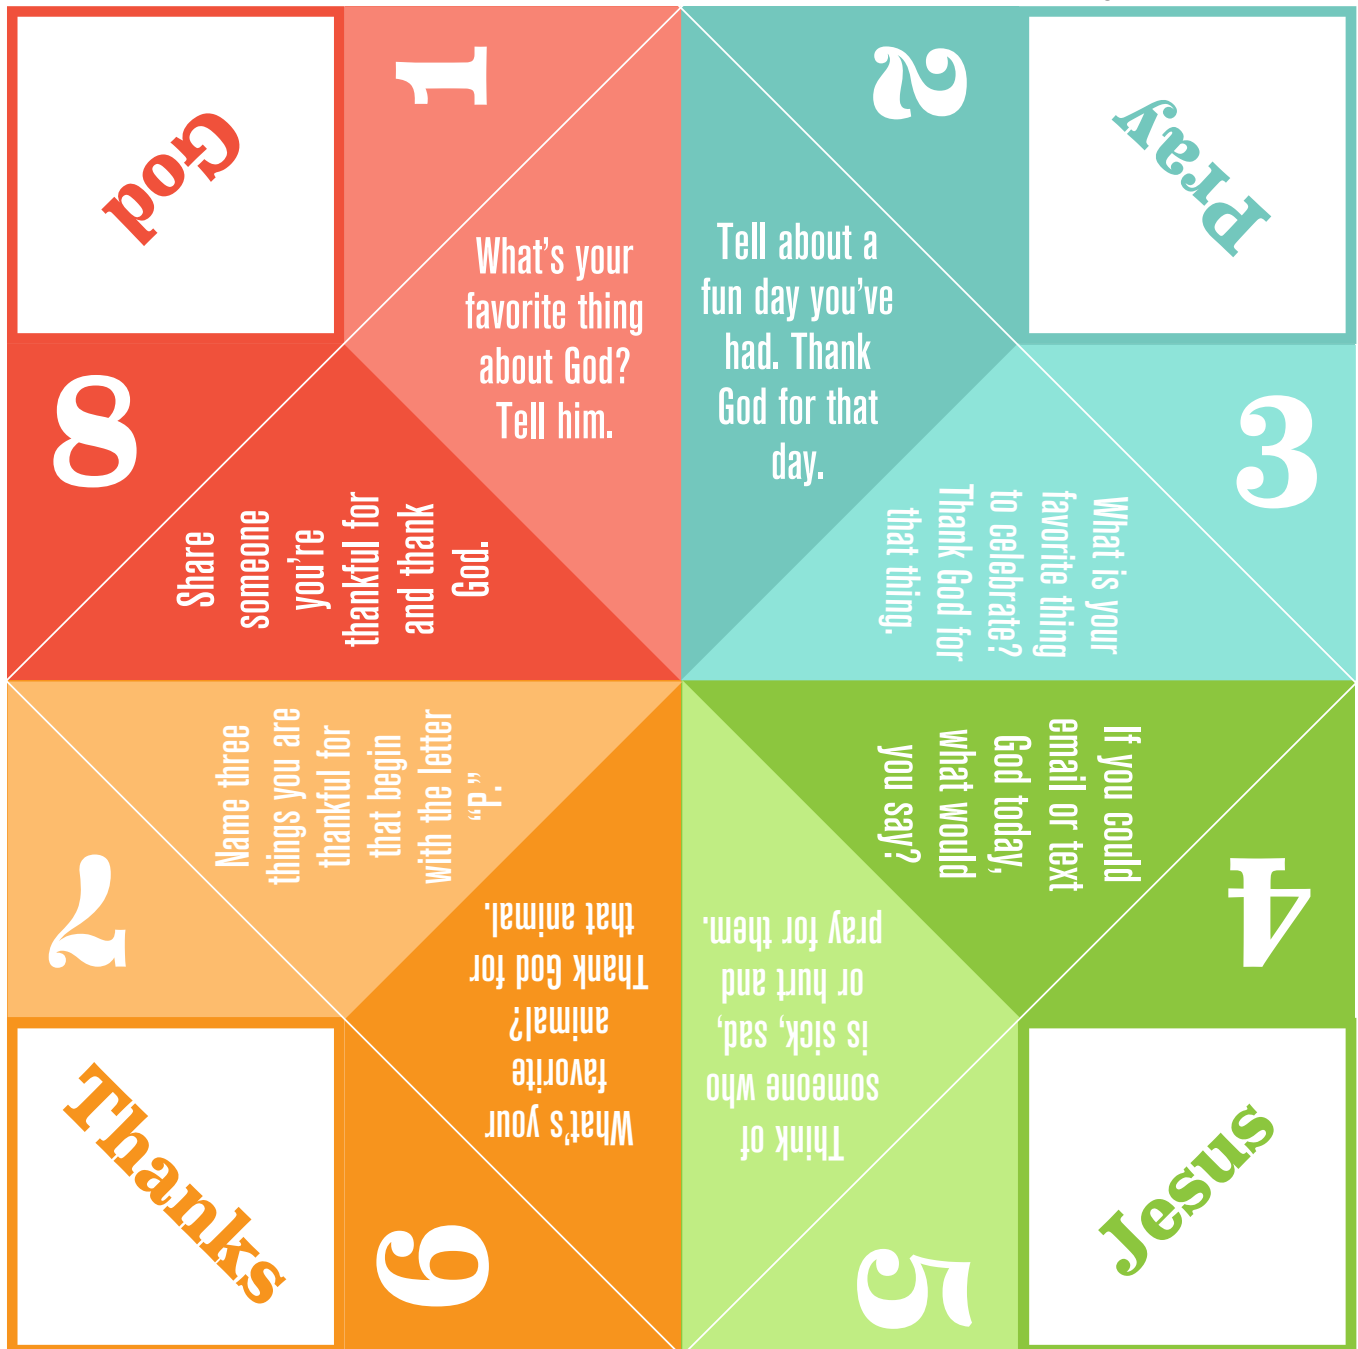 God
1
What's your
favorite thing
about God?
Tell him.
2
Tell about a
fun day you've
had. Thank
God for that
day.
Pray
3
What is your
favorite thing
to celebrate?
Thank God for
that thing.
4
If you could
email or text
God today,
what would
you say?
Jesus
5
Think of
someone who
is sick, sad,
or hurt and
pray for them.
6
What's your
favorite
animal?
Thank God for
that animal.
Thanks
7
Name three
things you are
thankful for
that begin
with the letter
“P.”
8
Share
someone
you're
thankful for
and thank
God.